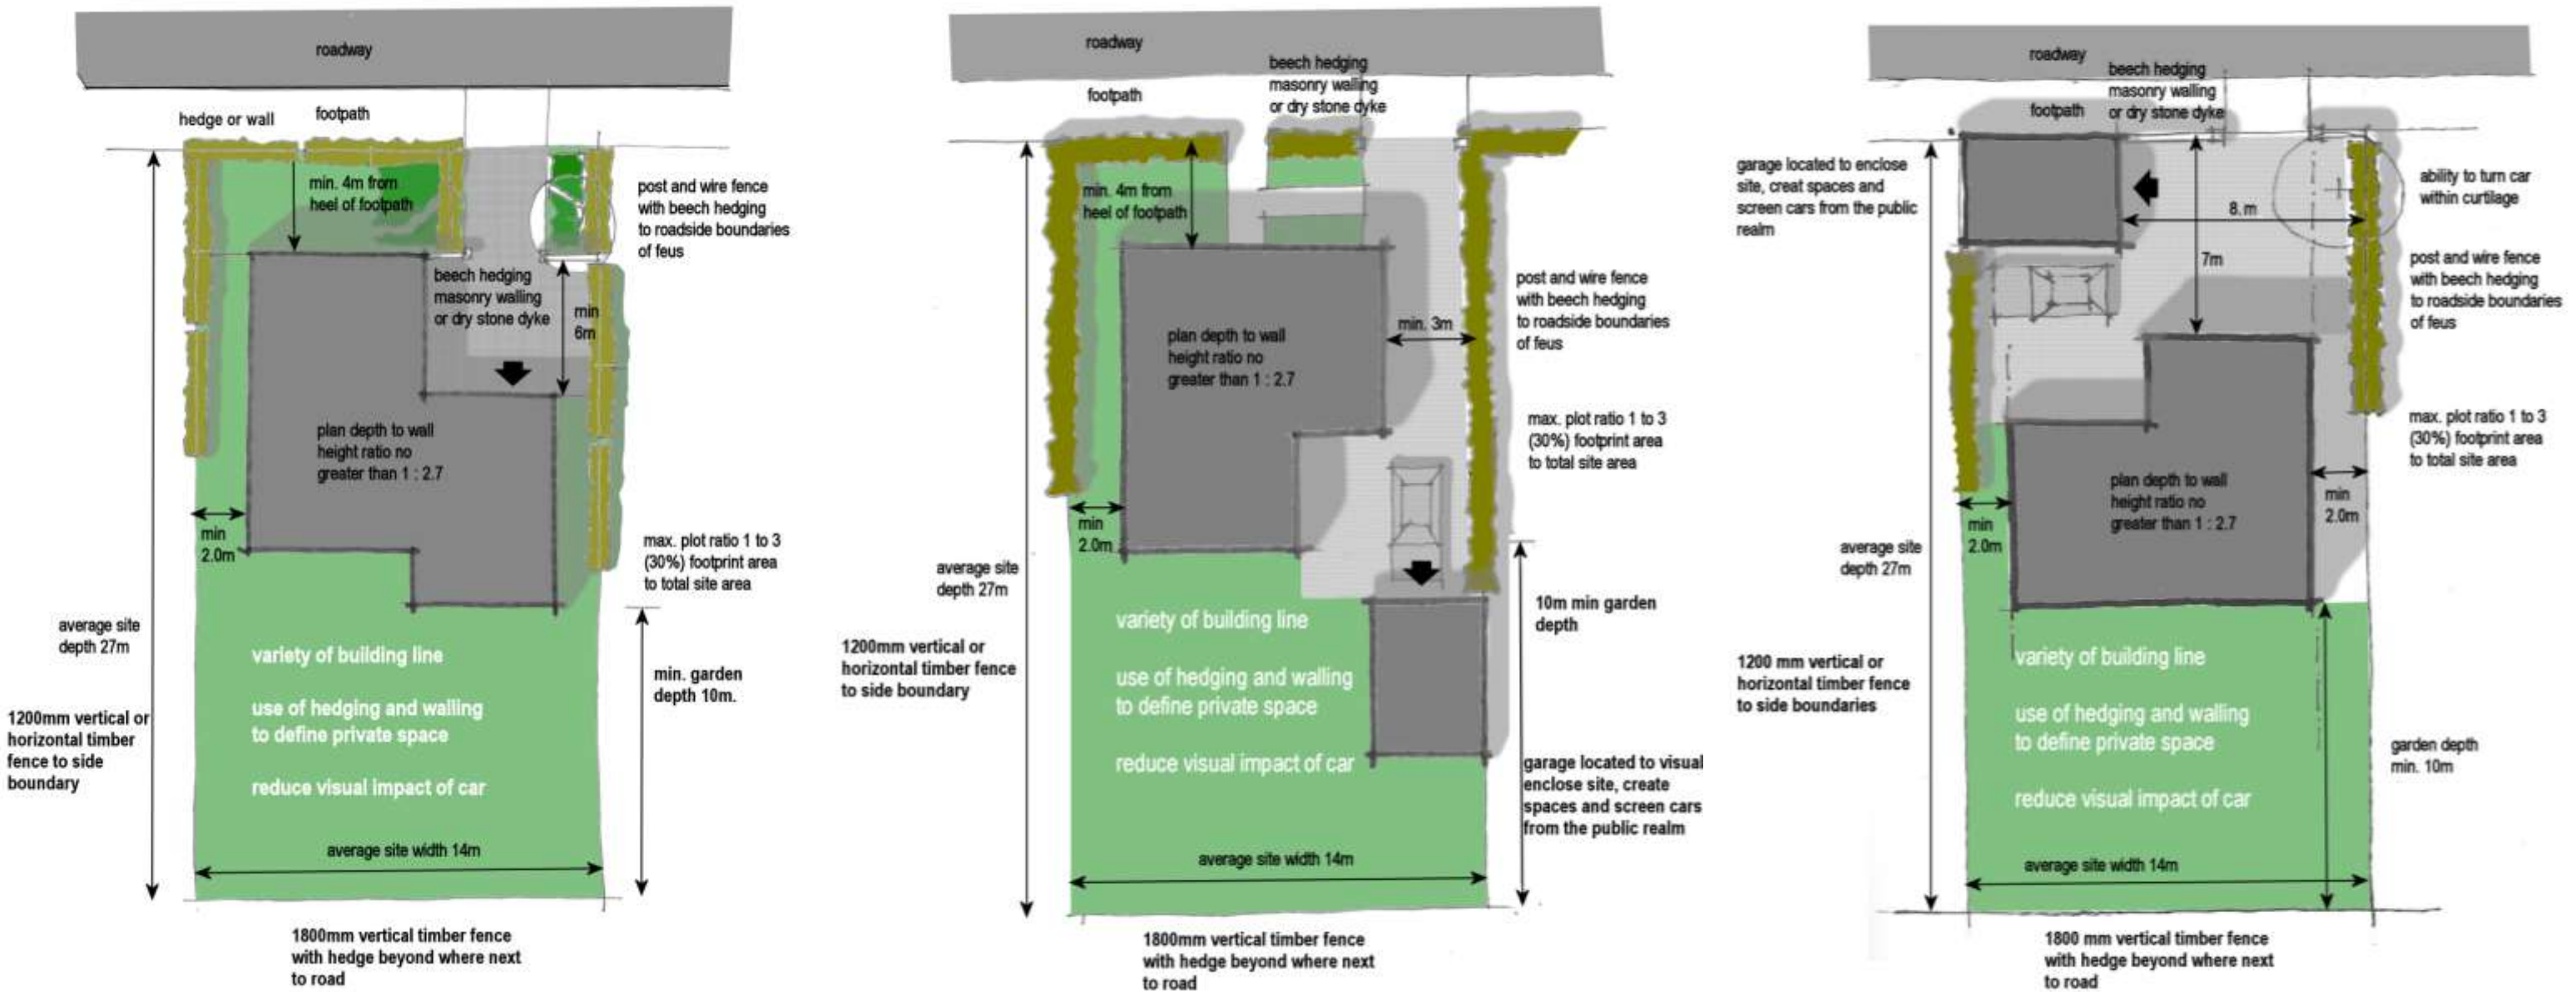 roadway
hedge or wall
footpath
min. 4m from
heel of footpath
post and wire fence
with beech hedging
to roadside boundaries
of feus
beech hedging
masonry walling
or dry stone dyke
min
6m
plan depth to wall
height ratio no
greater than 1 : 2.7
min
2.0m
max. plot ratio 1 to 3
(30%) footprint area
to total site area
average site
depth 27m
variety of building line
min. garden
depth 10m.
use of hedging and walling
to define private space
1200mm vertical or
horizontal timber
fence to side
boundary
reduce visual impact of car
average site width 14m
1800mm vertical timber fence
with hedge beyond where next
to road
roadway
beech hedging
masonry walling
or dry stone dyke
footpath
min. 4m from
heel of footpath
post and wire fence
with beech hedging
to roadside boundaries
of feus
min. 3m
plan depth to wall
height ratio no
greater than 1 : 2.7
max. plot ratio 1 to 3
(30%) footprint area
to total site area
min
2.0m
average site
depth 27m
10m min garden
depth
variety of building line
1200mm vertical or
horizontal timber fence
to side boundary
use of hedging and walling
to define private space
reduce visual impact of car
garage located to visual
enclose site, create
spaces and screen cars
from the public realm
average site width 14m
1800mm vertical timber fence
with hedge beyond where next
to road
roadway
beech hedging
masonry walling
or dry stone dyke
footpath
garage located to enclose
site, creat spaces and
screen cars from the public
realm
ability to turn car
within curtilage
8. m
7m
post and wire fence
with beech hedging
to roadside boundaries
of feus
max. plot ratio 1 to 3
(30%) footprint area
to total site area
plan depth to wall
height ratio no
greater than 1 : 2.7
min
2.0m
min
2.0m
average site
depth 27m
variety of building line
1200 mm vertical or
horizontal timber fence
to side boundaries
use of hedging and walling
to define private space
garden depth
min. 10m
reduce visual impact of car
average site width 14m
1800 mm vertical timber fence
with hedge beyond where next
to road